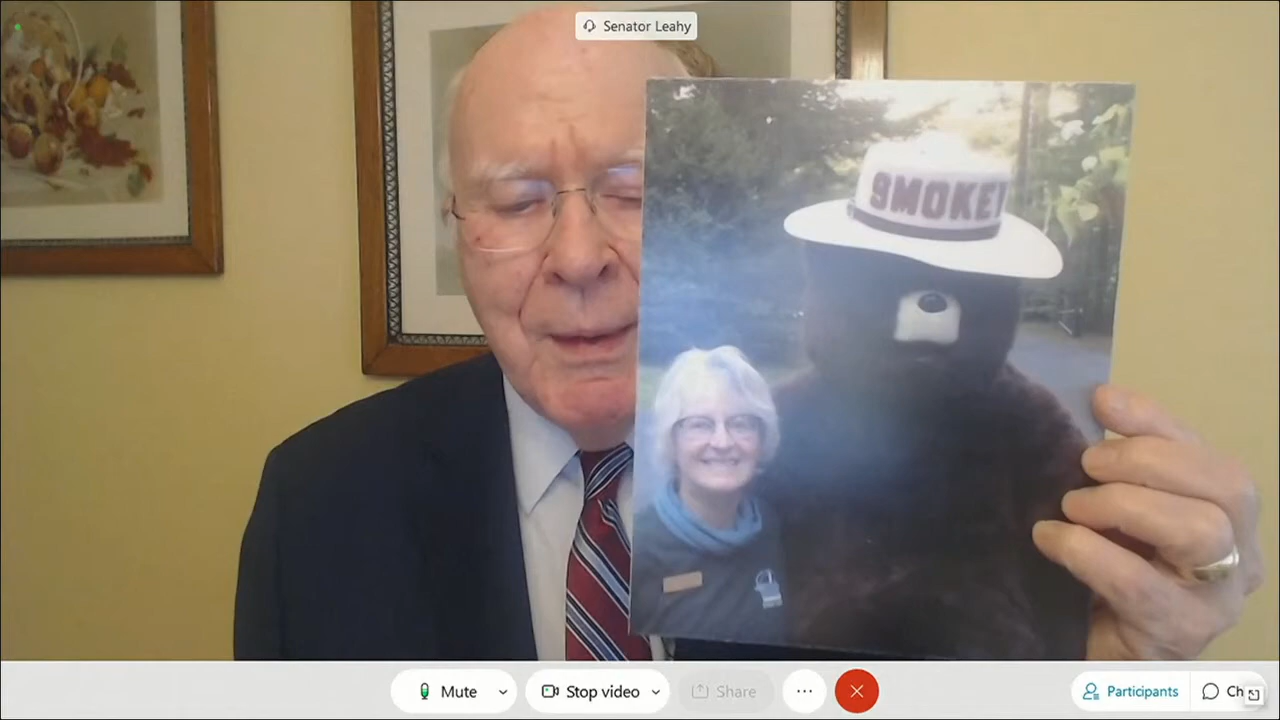 Senator Leahy
SMOKEY
Mute
Stop video
Share
Participants
Ch